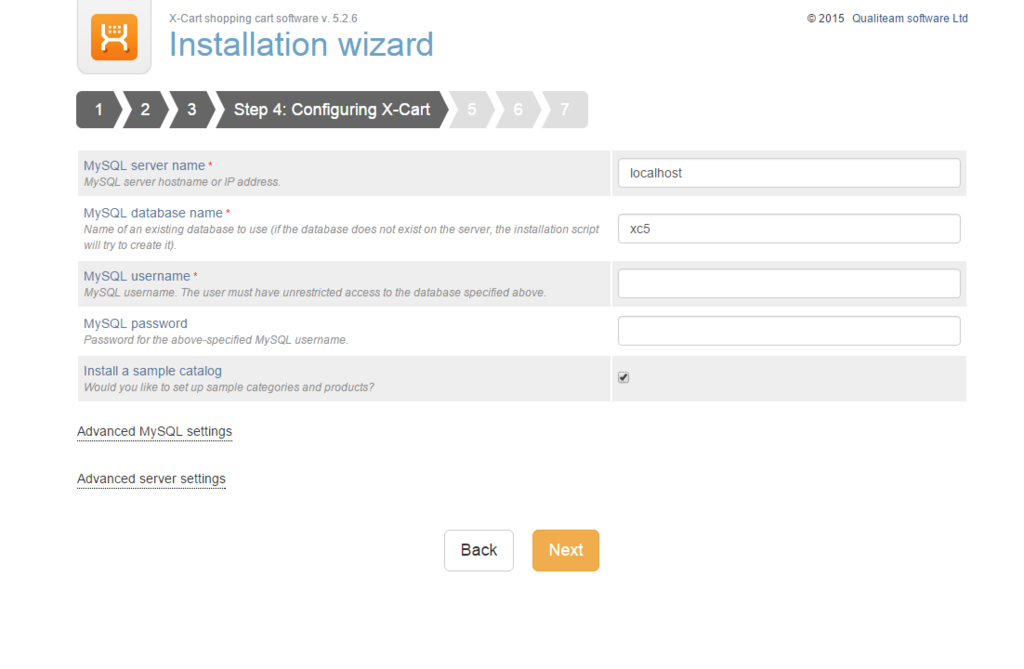 X-Cart shopping cart software v. 5.2.6
© 2015 Qualiteam software Ltd
Installation wizard
1 2 3 Step 4: Configuring X-Cart 5 6 7
MySQL server name *
MySQL server hostname or IP address.
localhost
MySQL database name *
Name of an existing database to use (if the database does not exist on the server, the installation script
will try to create it).
xc5
MySQL username *
MySQL username. The user must have unrestricted access to the database specified above.
MySQL password
Password for the above-specified MySQL username.
Install a sample catalog
Would you like to set up sample categories and products?
Advanced MySQL settings
Advanced server settings
Back Next